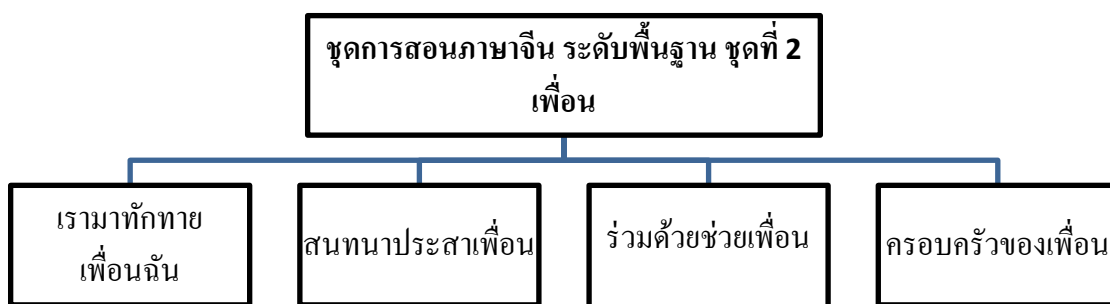 ชุดการสอนภาษาจีน ระดับพื้นฐาน ชุดที่ 2
เพื่อน
เรามาทักทาย
เพื่อนฉัน
สนทนาประสาเพื่อน
ร่วมด้วยช่วยเพื่อน
ครอบครัวของเพื่อน